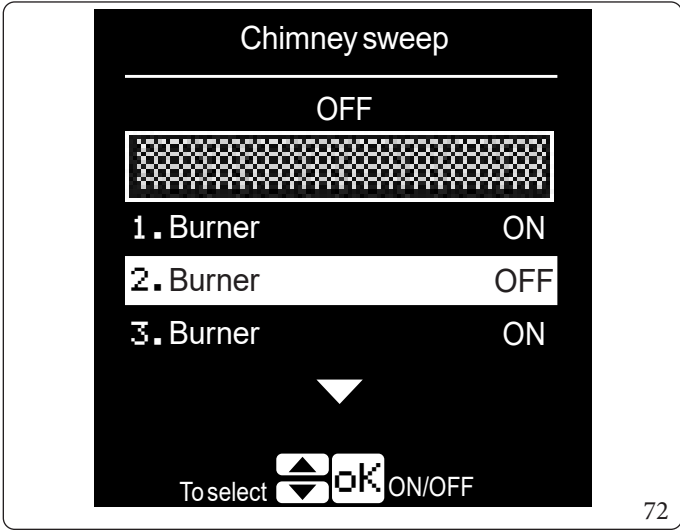 Chimney sweep
OFF
1. Burner ON
2. Burner OFF
3. Burner ON
To select oK ON/OFF
72